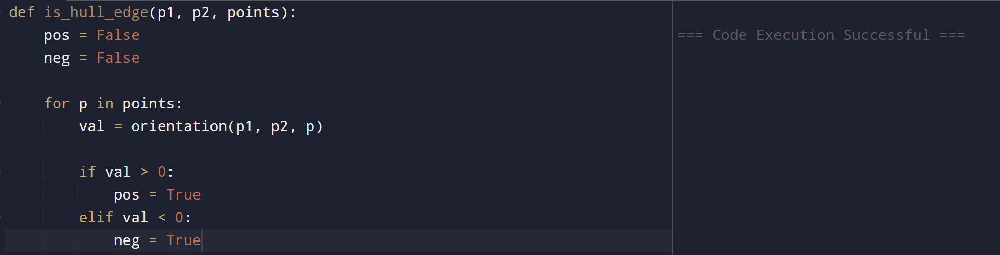 def is_hull_edge(p1, p2, points):
    pos = False
    neg = False

    for p in points:
        val = orientation(p1, p2, p)

        if val > 0:
            pos = True
        elif val < 0:
            neg = True
=== Code Execution Successful ===